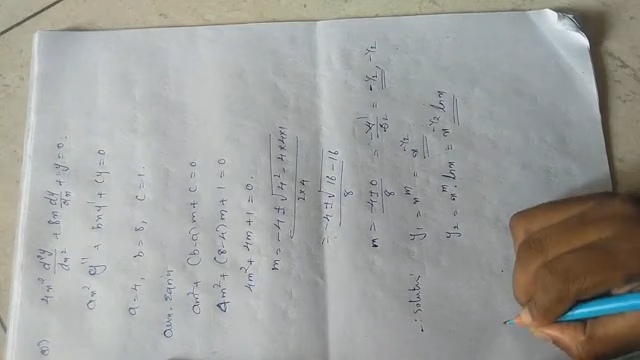 a) 4x² d²y/dx² + 8x dy/dx + y = 0.
ax² y'' + bxy' + cy = 0
a = 4, b = 8, c = 1.
aux. eqn
am² + (b-a)m + c = 0
4m² + (8-4)m + 1 = 0
4m² + 4m + 1 = 0.
m = -4 ± √4² - 4×4×1 / 2×4
= -4 ± √16 - 16 / 8
m = -4 ± 0 / 8 = -4 / 8 = -1/2, -1/2
∴ solution y₁ = x^m = x^-1/2
y₂ = x^m . ln x = x^-1/2 ln x